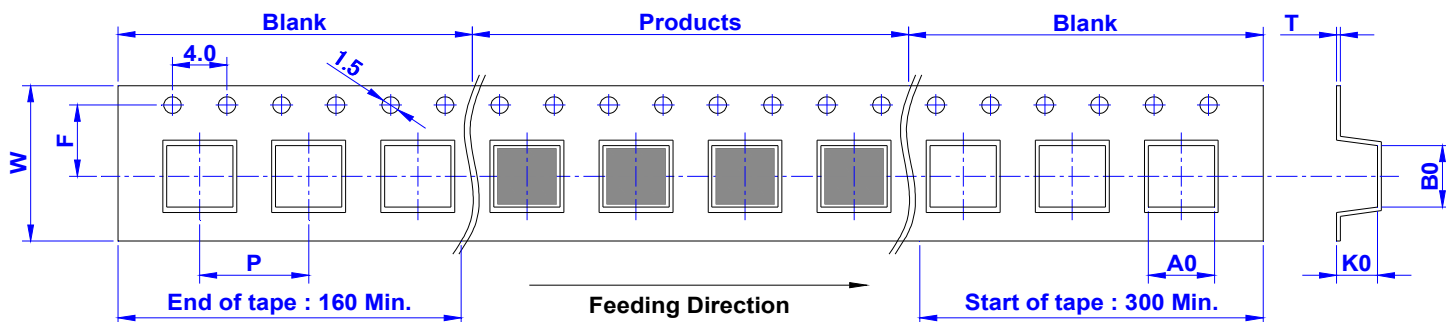 Blank
Products
Blank
T
4.0
1.5
F
W
B0
P
A0
K0
End of tape : 160 Min.
Feeding Direction
Start of tape : 300 Min.